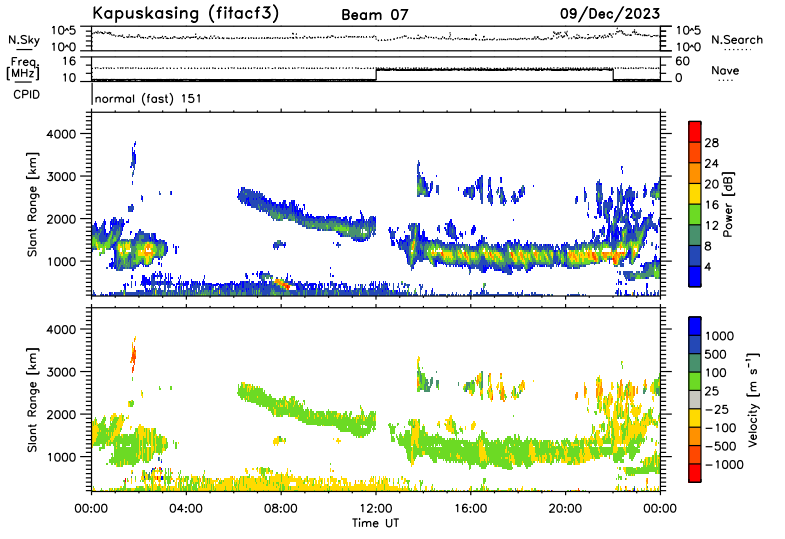 Kapuskasing (fitacf3) Beam 07 09/Dec/2023
N.Sky 10^5 10^0 10^5 10^0 N.Search
Freq. [MHz] 16 10 60 0 Nave
CPID normal (fast) 151
Slant Range [km] 4000 3000 2000 1000
Power [dB] 28 24 20 16 12 8 4
Slant Range [km] 4000 3000 2000 1000
Velocity [m s^-1] 1000 500 100 25 -25 -100 -500 -1000
00:00 04:00 08:00 12:00 16:00 20:00 00:00
Time UT